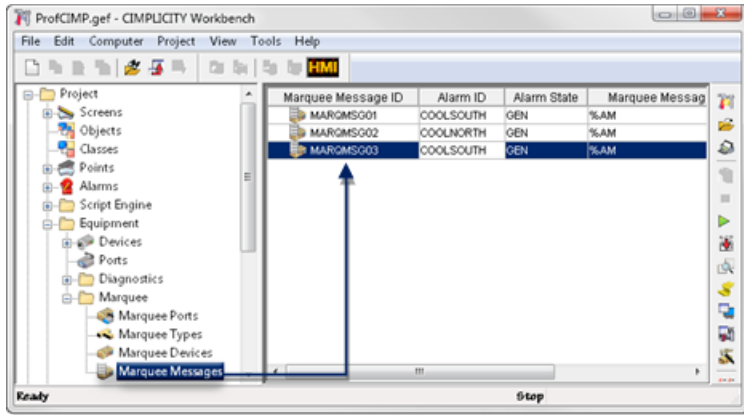 ProfCIMP.gef - CIMPLICITY Workbench
File Edit Computer Project View Tools Help
HMI
Project
Screens
Objects
Classes
Points
Alarms
Script Engine
Equipment
Devices
Ports
Diagnostics
Marquee
Marquee Ports
Marquee Types
Marquee Devices
Marquee Messages
Marquee Message ID Alarm ID Alarm State Marquee Messag
MARQMSG01 COOLSOUTH GEN %AM
MARQMSG02 COOLNORTH GEN %AM
MARQMSG03 COOLSOUTH GEN %AM
Ready Stop